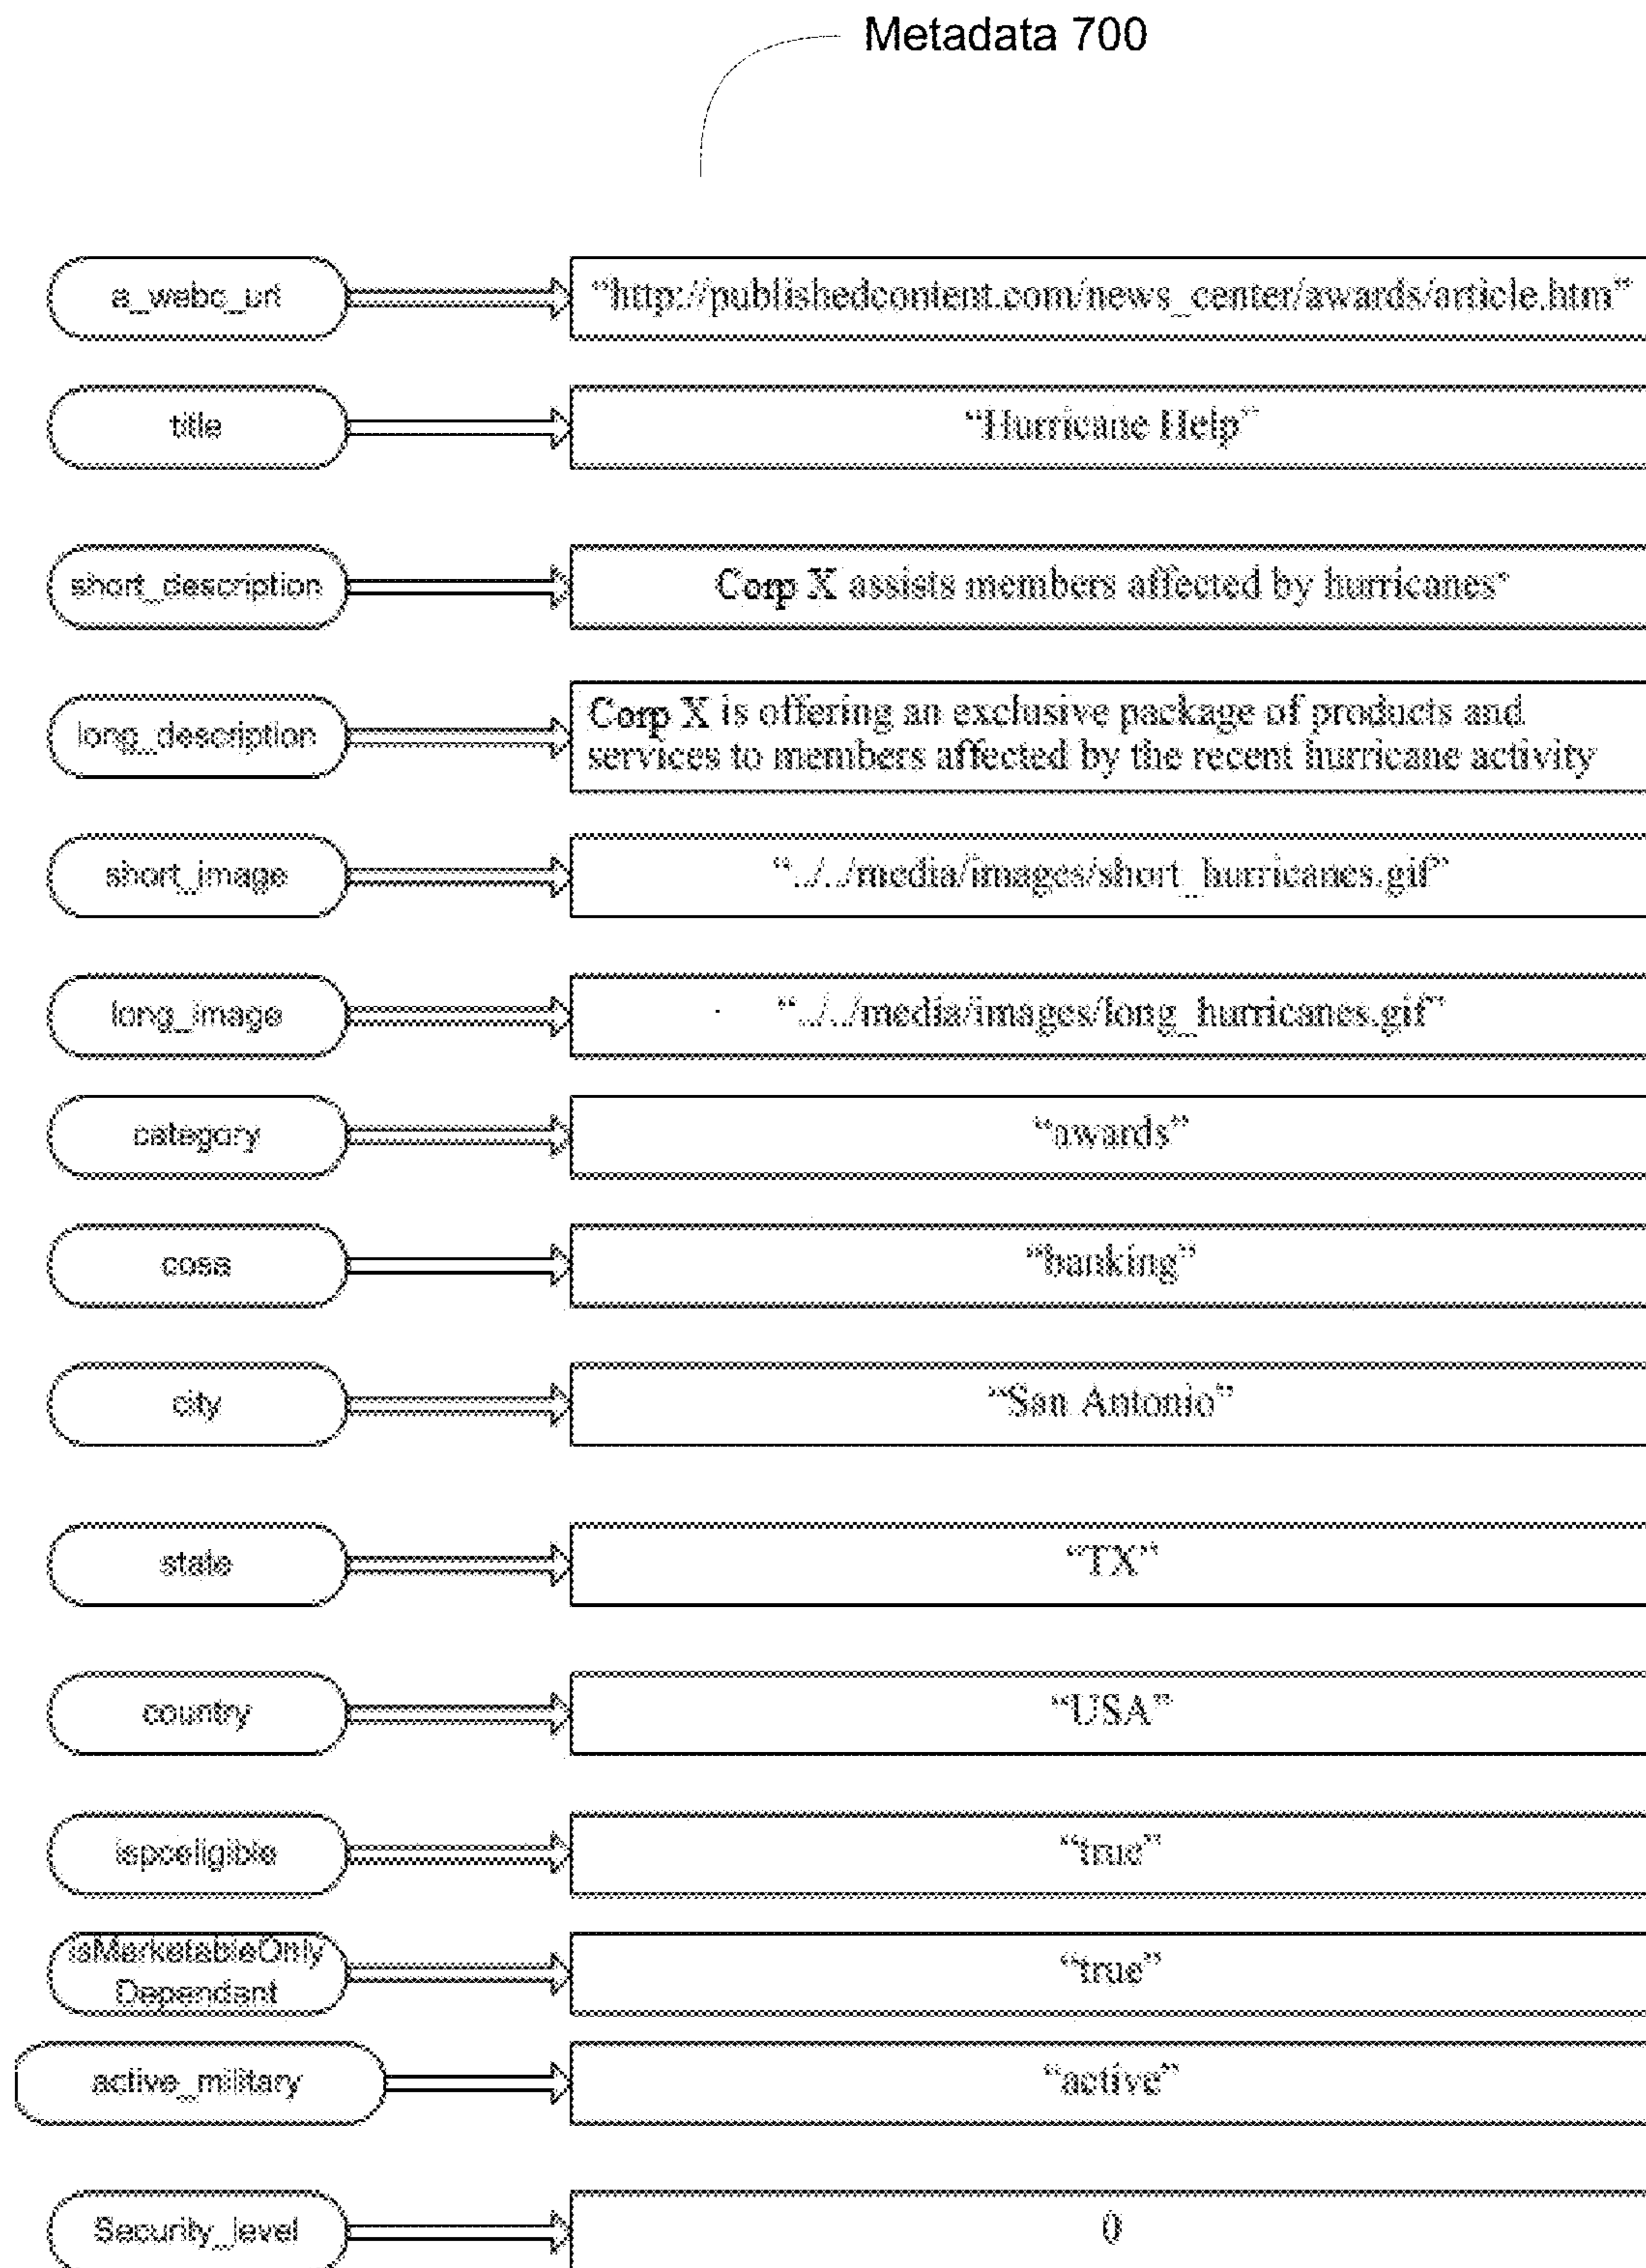 Metadata 700
a_webc_url
“http://publishedcontent.com/news_center/awards/article.htm”
title
“Hurricane Help”
short_description
Corp X assists members affected by hurricanes”
long_description
Corp X is offering an exclusive package of products and
services to members affected by the recent hurricane activity
short_image
“../../media/images/short_hurricanes.gif”
long_image
“../../media/images/long_hurricanes.gif”
category
“awards”
cosa
“banking”
city
“San Antonio”
state
“TX”
country
“USA”
ispceligible
“true”
isMarketableOnly
Dependant
“true”
active_military
“active”
Security_level
0